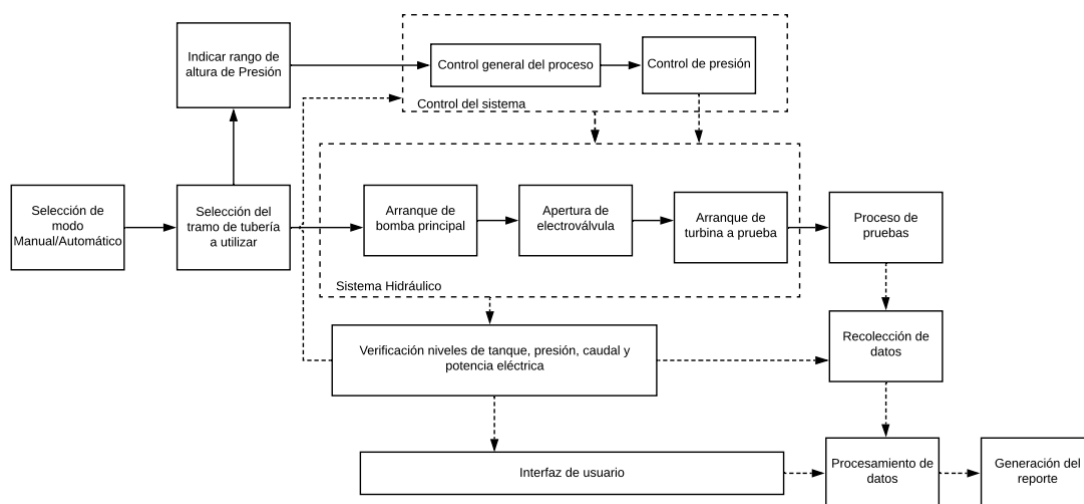 Indicar rango de
altura de Presión
Control general del proceso
Control de presión
Control del sistema
Selección de
modo
Manual/Automático
Selección del
tramo de tubería
a utilizar
Arranque de
bomba principal
Apertura de
electroválvula
Arranque de
turbina a prueba
Proceso de
pruebas
Sistema Hidráulico
Verificación niveles de tanque, presión, caudal y
potencia eléctrica
Recolección de
datos
Interfaz de usuario
Procesamiento de
datos
Generación del
reporte